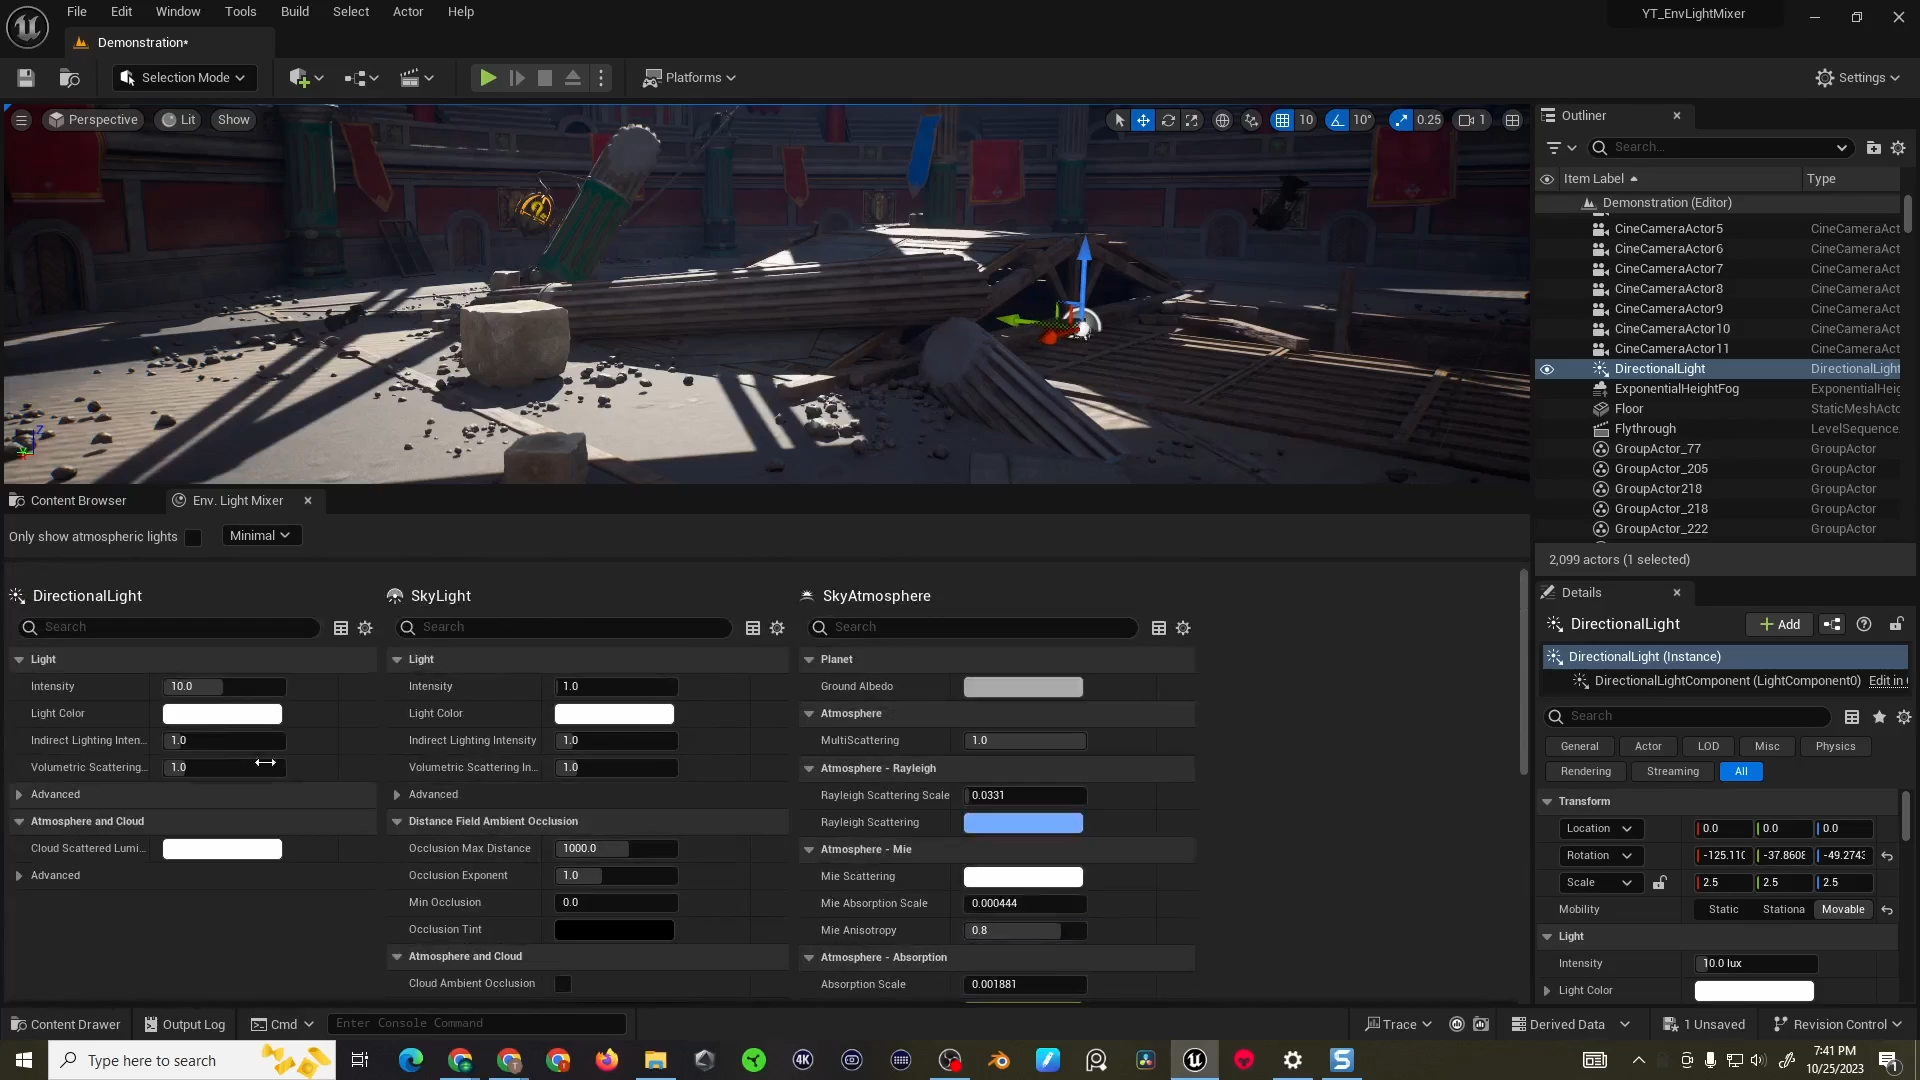 File Edit Window Tools Build Select Actor Help
YT_EnvLightMixer
Demonstration*
Selection Mode
Platforms
Settings
Perspective Lit Show
10 10° 0.25 1
Outliner
Search...
Item Label Type
Demonstration (Editor)
CineCameraActor5 CineCameraAct
CineCameraActor6 CineCameraAct
CineCameraActor7 CineCameraAct
CineCameraActor8 CineCameraAct
CineCameraActor9 CineCameraAct
CineCameraActor10 CineCameraAct
CineCameraActor11 CineCameraAct
DirectionalLight DirectionalLight
ExponentialHeightFog ExponentialHeig
Floor StaticMeshActo
Flythrough LevelSequence
GroupActor_77 GroupActor
GroupActor_205 GroupActor
GroupActor218 GroupActor
GroupActor_218 GroupActor
GroupActor_222 GroupActor
2,099 actors (1 selected)
Content Browser Env. Light Mixer
Only show atmospheric lights Minimal
DirectionalLight
Search
Light
Intensity 10.0
Light Color
Indirect Lighting Inten... 1.0
Volumetric Scattering... 1.0
Advanced
Atmosphere and Cloud
Cloud Scattered Lumi...
Advanced
SkyLight
Search
Light
Intensity 1.0
Light Color
Indirect Lighting Intensity 1.0
Volumetric Scattering In... 1.0
Advanced
Distance Field Ambient Occlusion
Occlusion Max Distance 1000.0
Occlusion Exponent 1.0
Min Occlusion 0.0
Occlusion Tint
Atmosphere and Cloud
Cloud Ambient Occlusion
SkyAtmosphere
Search
Planet
Ground Albedo
Atmosphere
MultiScattering 1.0
Atmosphere - Rayleigh
Rayleigh Scattering Scale 0.0331
Rayleigh Scattering
Atmosphere - Mie
Mie Scattering
Mie Absorption Scale 0.000444
Mie Anisotropy 0.8
Atmosphere - Absorption
Absorption Scale 0.001881
Details
DirectionalLight Add
DirectionalLight (Instance)
DirectionalLightComponent (LightComponent0) Edit in
Search
General Actor LOD Misc Physics
Rendering Streaming All
Transform
Location 0.0 0.0 0.0
Rotation -125.110 -37.8608 -49.2743
Scale 2.5 2.5 2.5
Mobility Static Stationa Movable
Light
Intensity 10.0 lux
Light Color
Content Drawer Output Log Cmd Enter Console Command
Trace Derived Data 1 Unsaved Revision Control
Type here to search
4K
7:41 PM
10/25/2023
1